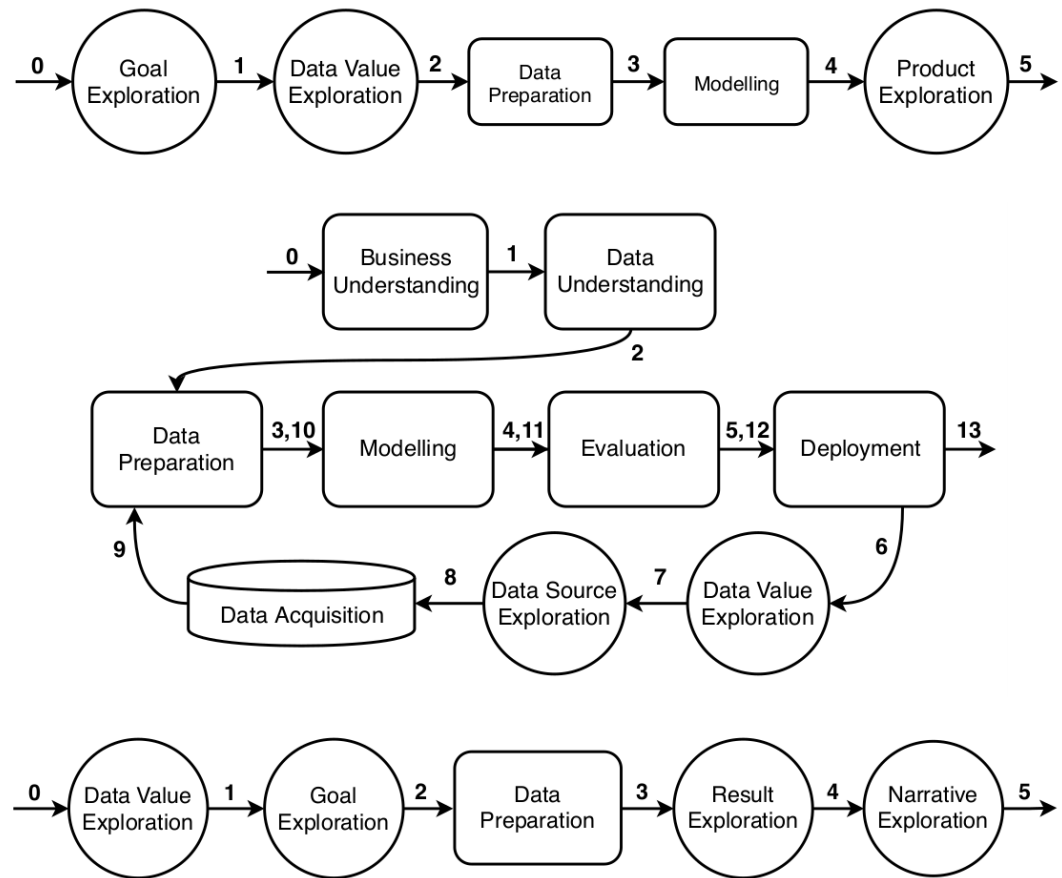 0
Goal
Exploration
1
Data Value
Exploration
2
Data
Preparation
3
Modelling
4
Product
Exploration
5
0
Business
Understanding
1
Data
Understanding
2
Data
Preparation
3,10
Modelling
4,11
Evaluation
5,12
Deployment
13
6
Data Value
Exploration
7
Data Source
Exploration
8
Data Acquisition
9
0
Data Value
Exploration
1
Goal
Exploration
2
Data
Preparation
3
Result
Exploration
4
Narrative
Exploration
5